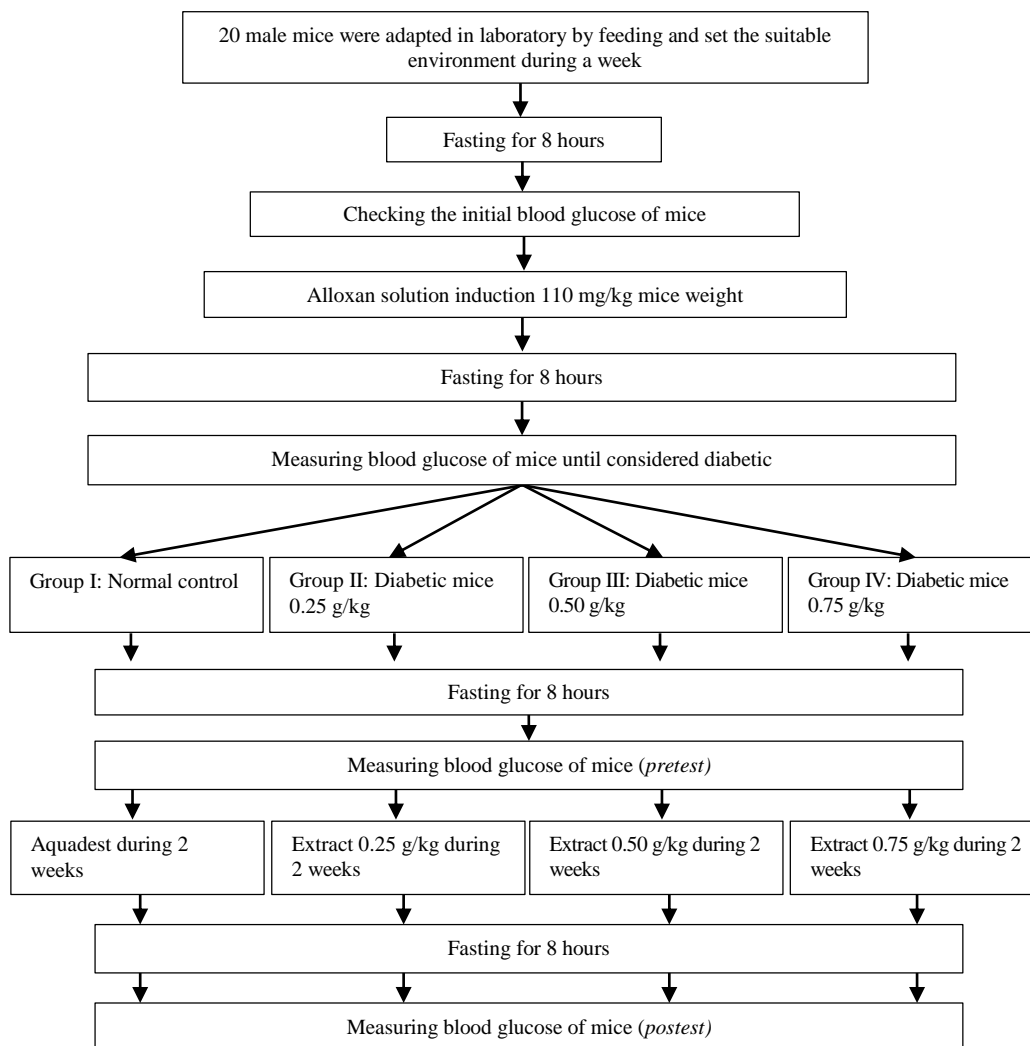 20 male mice were adapted in laboratory by feeding and set the suitable
environment during a week
Fasting for 8 hours
Checking the initial blood glucose of mice
Alloxan solution induction 110 mg/kg mice weight
Fasting for 8 hours
Measuring blood glucose of mice until considered diabetic
Group I: Normal control
Group II: Diabetic mice
0.25 g/kg
Group III: Diabetic mice
0.50 g/kg
Group IV: Diabetic mice
0.75 g/kg
Fasting for 8 hours
Measuring blood glucose of mice (pretest)
Aquadest during 2
weeks
Extract 0.25 g/kg during
2 weeks
Extract 0.50 g/kg during 2
weeks
Extract 0.75 g/kg during 2
weeks
Fasting for 8 hours
Measuring blood glucose of mice (postest)